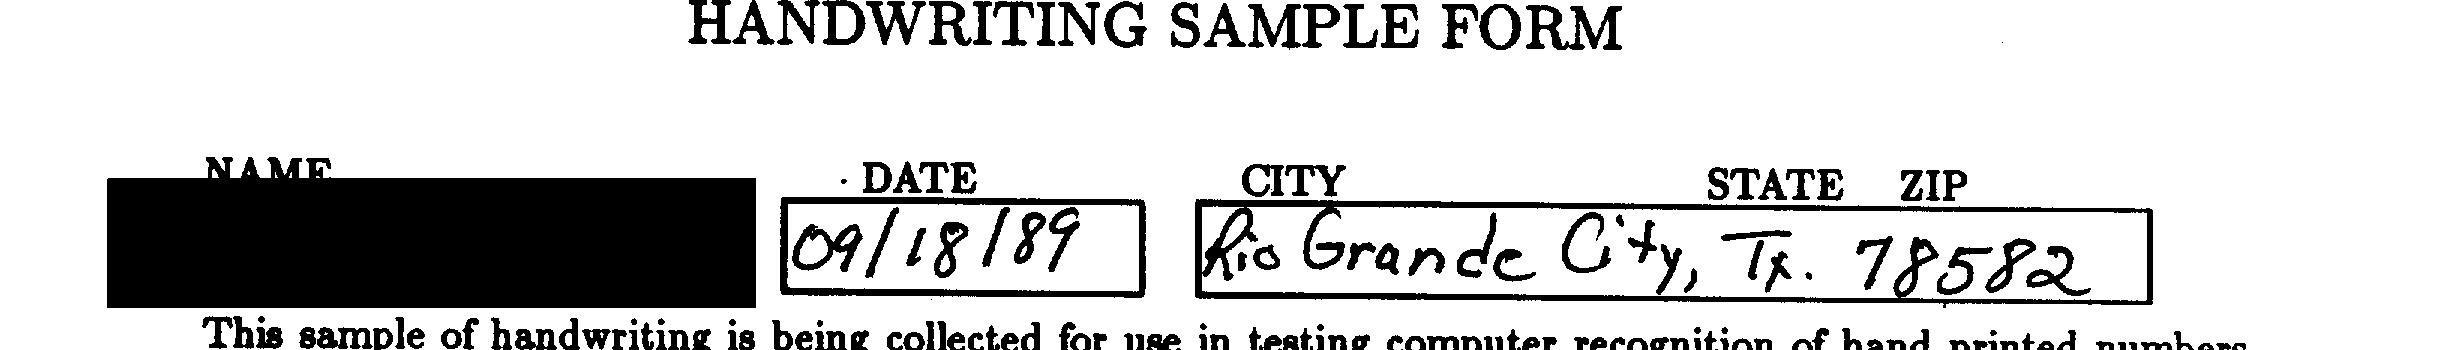 HANDWRITING SAMPLE FORM
NAME DATE CITY STATE ZIP
09/18/89 Rio Grande City, Tx. 78582
This sample of handwriting is being collected for use in testing computer recognition of hand printed numbers